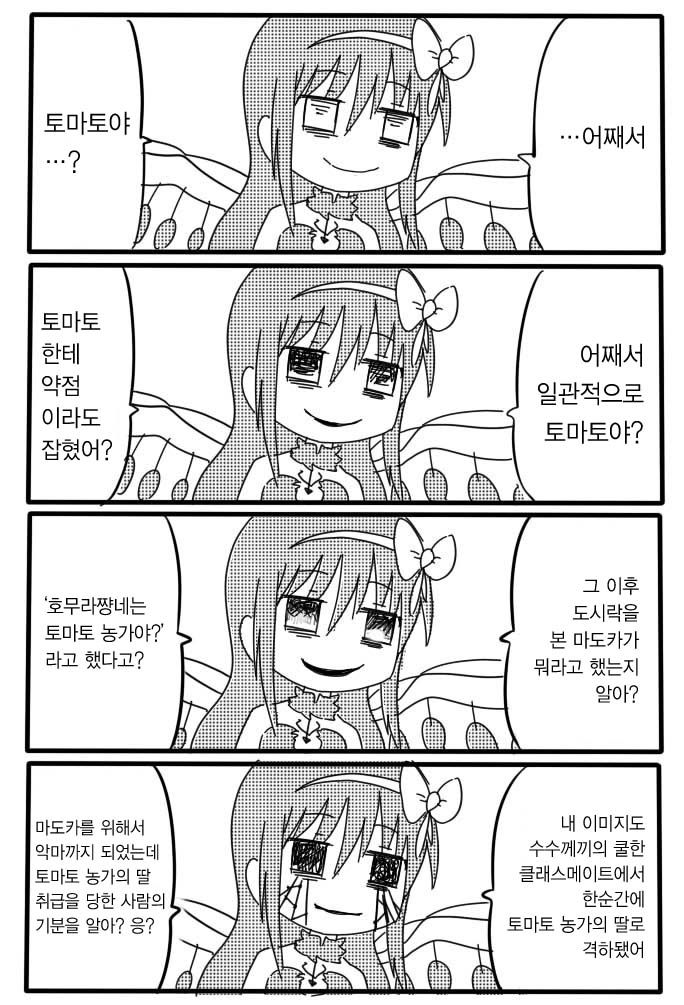 …어째서
토마토야
…?
어째서
일관적으로
토마토야?
토마토
한테
약점
이라도
잡혔어?
그 이후
도시락을
본 마도카가
뭐라고 했는지
알아?
‘호무라쨩네는
토마토 농가야?’
라고 했다고?
내 이미지도
수수께끼의 쿨한
클래스메이트에서
한순간에
토마토 농가의 딸로
격하됐어
마도카를 위해서
악마까지 되었는데
토마토 농가의 딸
취급을 당한 사람의
기분을 알아? 응?